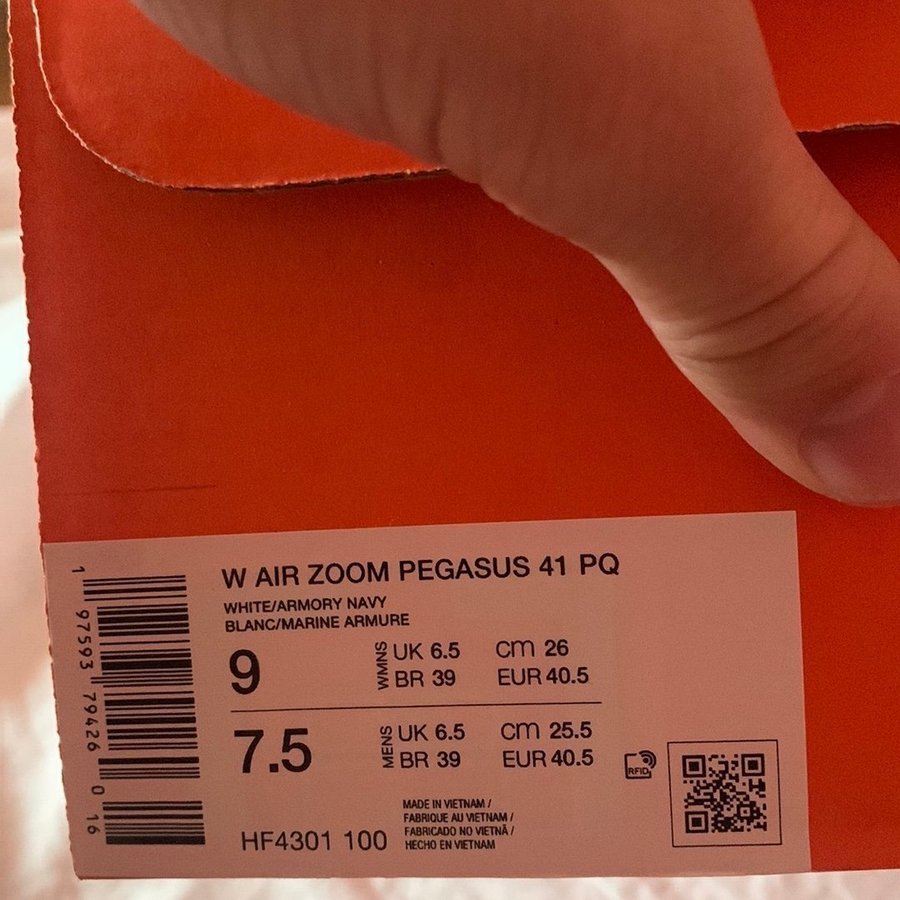 W AIR ZOOM PEGASUS 41 PQ
WHITE/ARMORY NAVY
BLANC/MARINE ARMURE
9
WMNS
UK 6.5 CM 26
BR 39 EUR 40.5
7.5
MENS
UK 6.5 CM 25.5
BR 39 EUR 40.5
RFID
HF4301 100
MADE IN VIETNAM /
FABRIQUE AU VIETNAM /
FABRICADO NO VIETNÃ /
HECHO EN VIETNAM
1 97593 79426 0 16